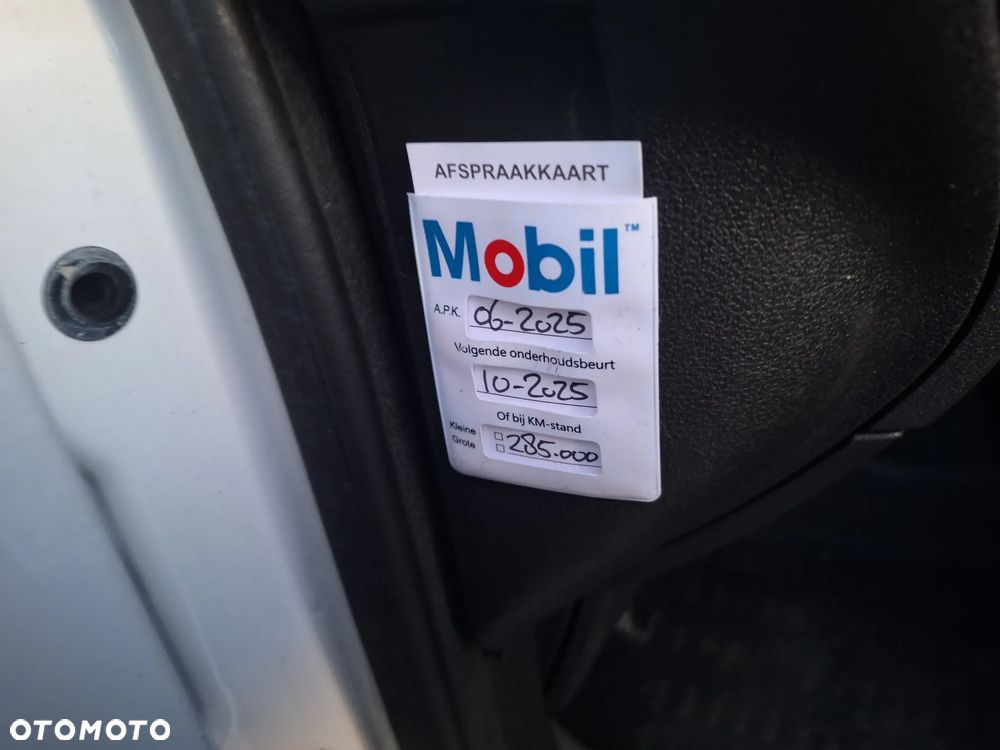 AFSPRAAKKAART
Mobil™
A.P.K. 06-2025
Volgende onderhoudsbeurt
10-2025
Of bij KM-stand
Kleine
Grote
285.000
OTOMOTO